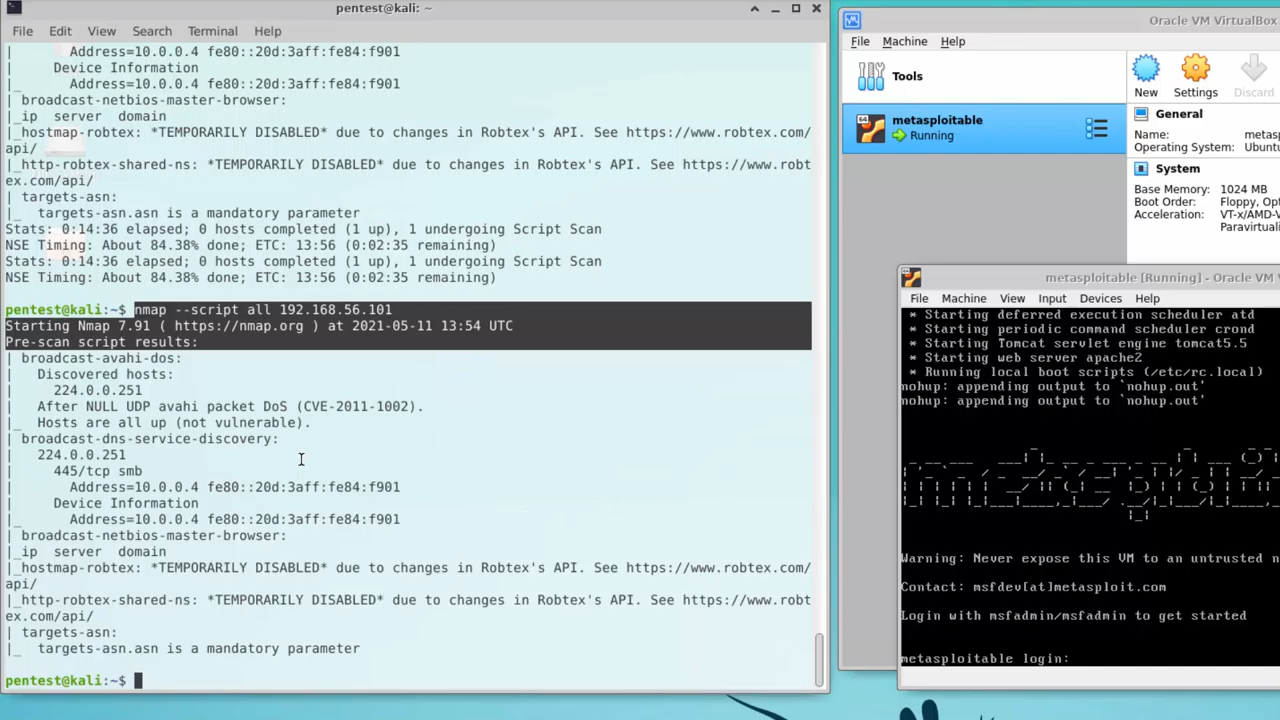 pentest@kali: ~
File Edit View Search Terminal Help
| Address=10.0.0.4 fe80::20d:3aff:fe84:f901
| Device Information
|_ Address=10.0.0.4 fe80::20d:3aff:fe84:f901
| broadcast-netbios-master-browser:
|_ip server domain
|_hostmap-robtex: *TEMPORARILY DISABLED* due to changes in Robtex's API. See https://www.robtex.com/
api/
|_http-robtex-shared-ns: *TEMPORARILY DISABLED* due to changes in Robtex's API. See https://www.robt
ex.com/api/
| targets-asn:
|_ targets-asn.asn is a mandatory parameter
Stats: 0:14:36 elapsed; 0 hosts completed (1 up), 1 undergoing Script Scan
NSE Timing: About 84.38% done; ETC: 13:56 (0:02:35 remaining)
Stats: 0:14:36 elapsed; 0 hosts completed (1 up), 1 undergoing Script Scan
NSE Timing: About 84.38% done; ETC: 13:56 (0:02:35 remaining)
pentest@kali:~$ nmap --script all 192.168.56.101
Starting Nmap 7.91 ( https://nmap.org ) at 2021-05-11 13:54 UTC
Pre-scan script results:
| broadcast-avahi-dos:
| Discovered hosts:
| 224.0.0.251
| After NULL UDP avahi packet DoS (CVE-2011-1002).
|_ Hosts are all up (not vulnerable).
| broadcast-dns-service-discovery:
| 224.0.0.251
| 445/tcp smb
| Address=10.0.0.4 fe80::20d:3aff:fe84:f901
| Device Information
|_ Address=10.0.0.4 fe80::20d:3aff:fe84:f901
| broadcast-netbios-master-browser:
|_ip server domain
|_hostmap-robtex: *TEMPORARILY DISABLED* due to changes in Robtex's API. See https://www.robtex.com/
api/
|_http-robtex-shared-ns: *TEMPORARILY DISABLED* due to changes in Robtex's API. See https://www.robt
ex.com/api/
| targets-asn:
|_ targets-asn.asn is a mandatory parameter
pentest@kali:~$
Oracle VM VirtualBox
File Machine Help
Tools
metasploitable
64
Running
New Settings Discard
General
Name: metasp
Operating System: Ubuntu
System
Base Memory: 1024 MB
Boot Order: Floppy, Opt
Acceleration: VT-x/AMD-V
Paravirtuali
metasploitable [Running] - Oracle VM V
File Machine View Input Devices Help
* Starting deferred execution scheduler atd
* Starting periodic command scheduler crond
* Starting Tomcat servlet engine tomcat5.5
* Starting web server apache2
* Running local boot scripts (/etc/rc.local)
nohup: appending output to `nohup.out'
nohup: appending output to `nohup.out'
Warning: Never expose this VM to an untrusted n
Contact: msfdev[at]metasploit.com
Login with msfadmin/msfadmin to get started
metasploitable login: